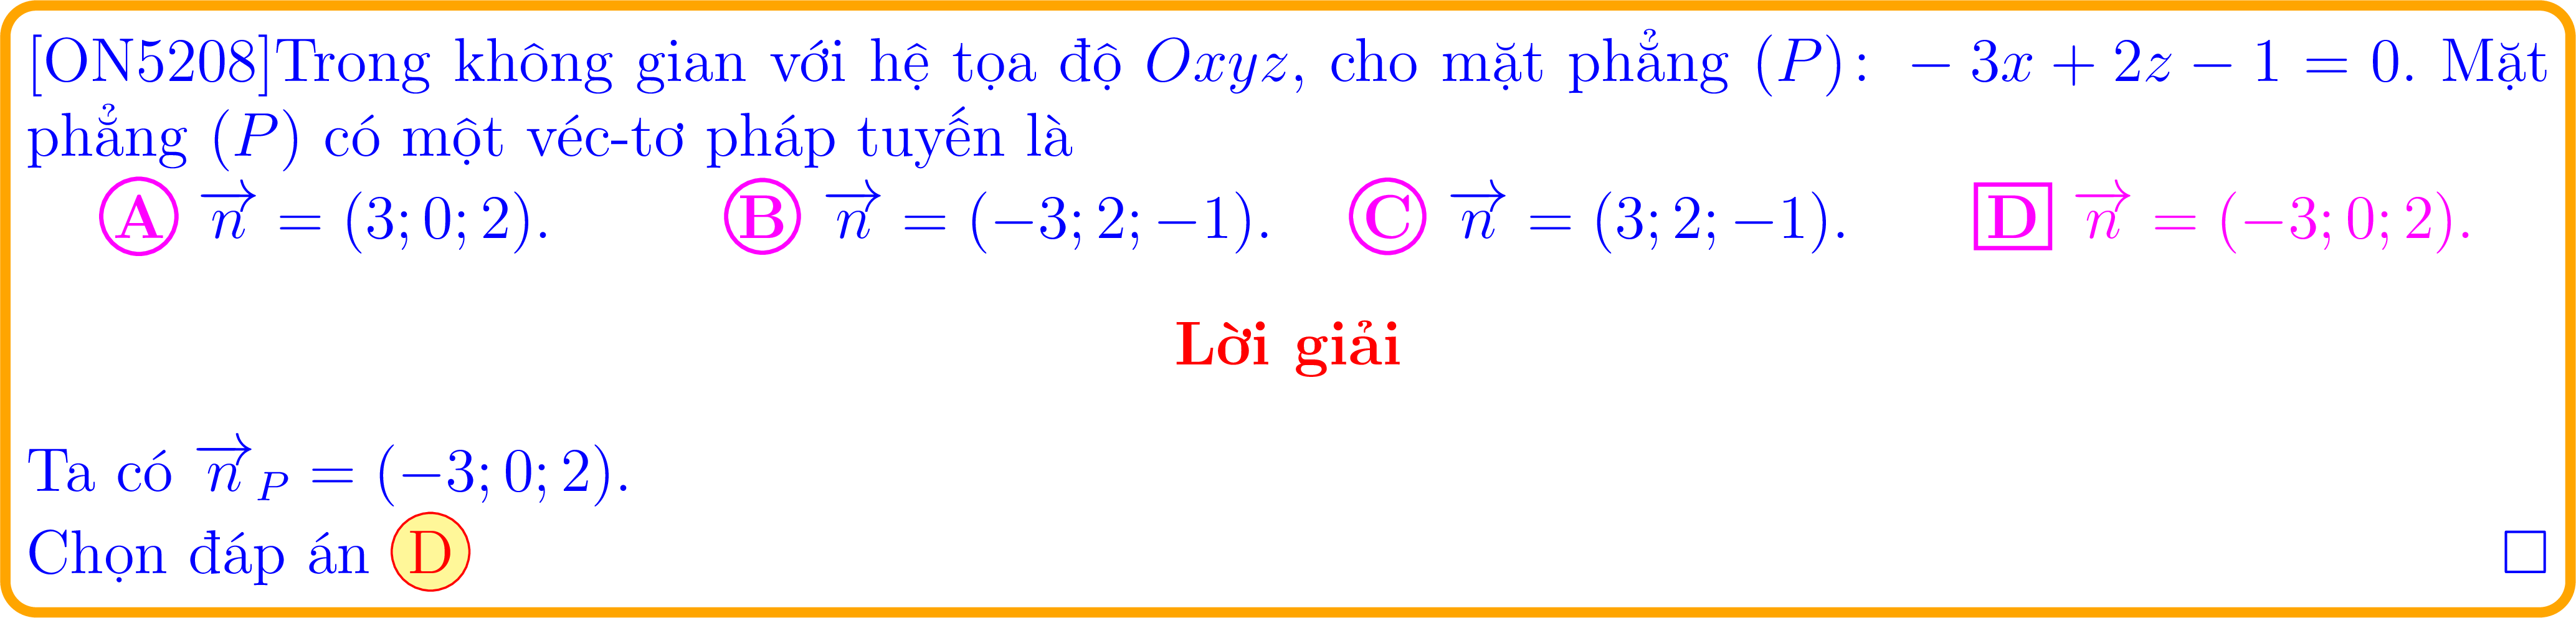 [ON5208]Trong không gian với hệ tọa độ Oxyz, cho mặt phẳng (P): −3x + 2z − 1 = 0. Mặt
phẳng (P) có một véc-tơ pháp tuyến là
A $\overrightarrow{n}$ = (3; 0; 2). B $\overrightarrow{n}$ = (−3; 2; −1). C $\overrightarrow{n}$ = (3; 2; −1). D $\overrightarrow{n}$ = (−3; 0; 2).
Lời giải
Ta có $\overrightarrow{n}_P$ = (−3; 0; 2).
Chọn đáp án D □